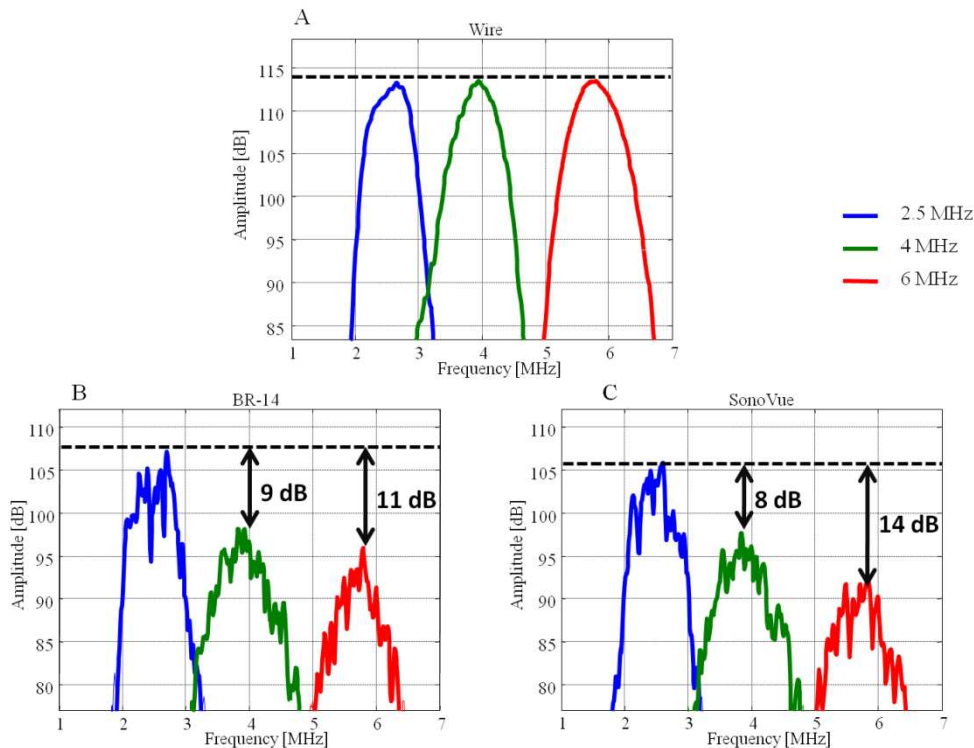 A
Wire
Amplitude [dB]
115
110
105
100
95
90
85
1 2 3 4 5 6 7
Frequency [MHz]
2.5 MHz
4 MHz
6 MHz
B
BR-14
Amplitude [dB]
110
105
100
95
90
85
80
9 dB
11 dB
1 2 3 4 5 6 7
Frequency [MHz]
C
SonoVue
Amplitude [dB]
110
105
100
95
90
85
80
8 dB
14 dB
1 2 3 4 5 6 7
Frequency [MHz]